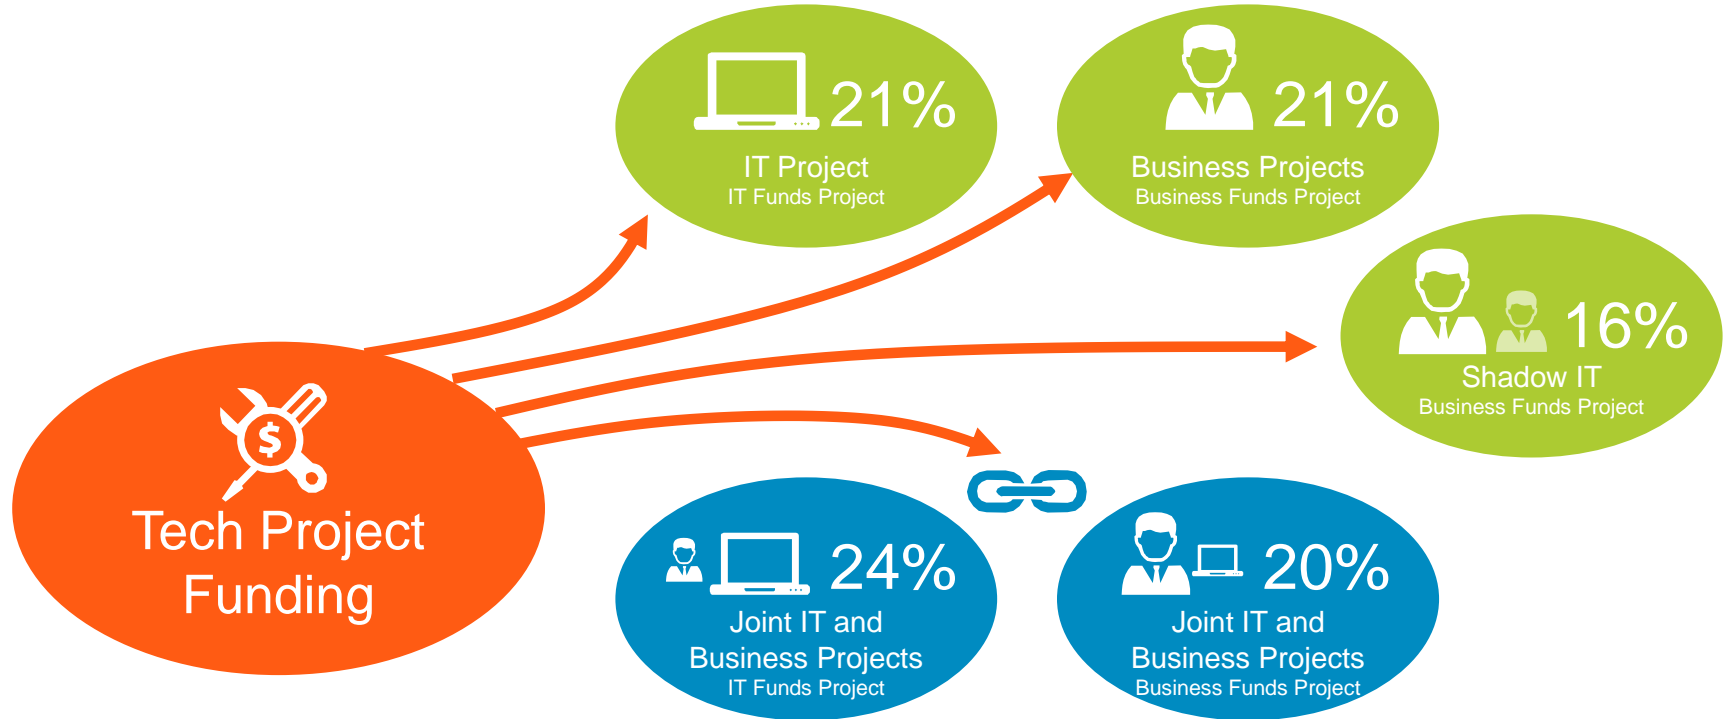 21%
IT Project
IT Funds Project
21%
Business Projects
Business Funds Project
16%
Shadow IT
Business Funds Project
$
Tech Project
Funding
24%
Joint IT and
Business Projects
IT Funds Project
20%
Joint IT and
Business Projects
Business Funds Project